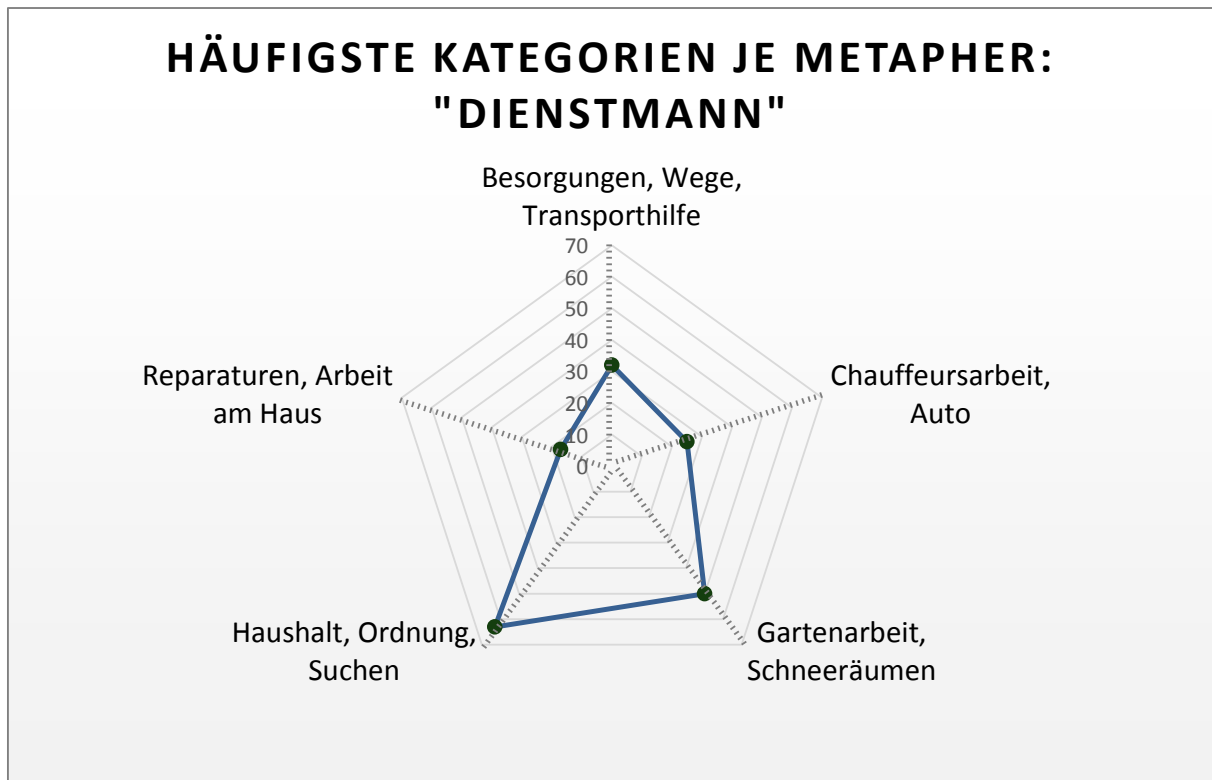 HÄUFIGSTE KATEGORIEN JE METAPHER:
"DIENSTMANN"
Besorgungen, Wege,
Transporthilfe
70
60
50
40
30
20
10
0
Chauffeursarbeit,
Auto
Gartenarbeit,
Schneeräumen
Haushalt, Ordnung,
Suchen
Reparaturen, Arbeit
am Haus